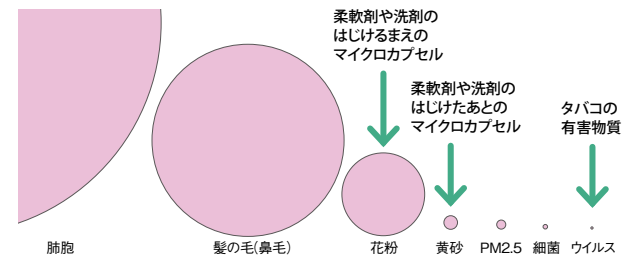 柔軟剤や洗剤の
はじけるまえの
マイクロカプセル
柔軟剤や洗剤の
はじけたあとの
マイクロカプセル
タバコの
有害物質
肺胞
髪の毛(鼻毛)
花粉
黄砂
PM2.5
細菌
ウイルス